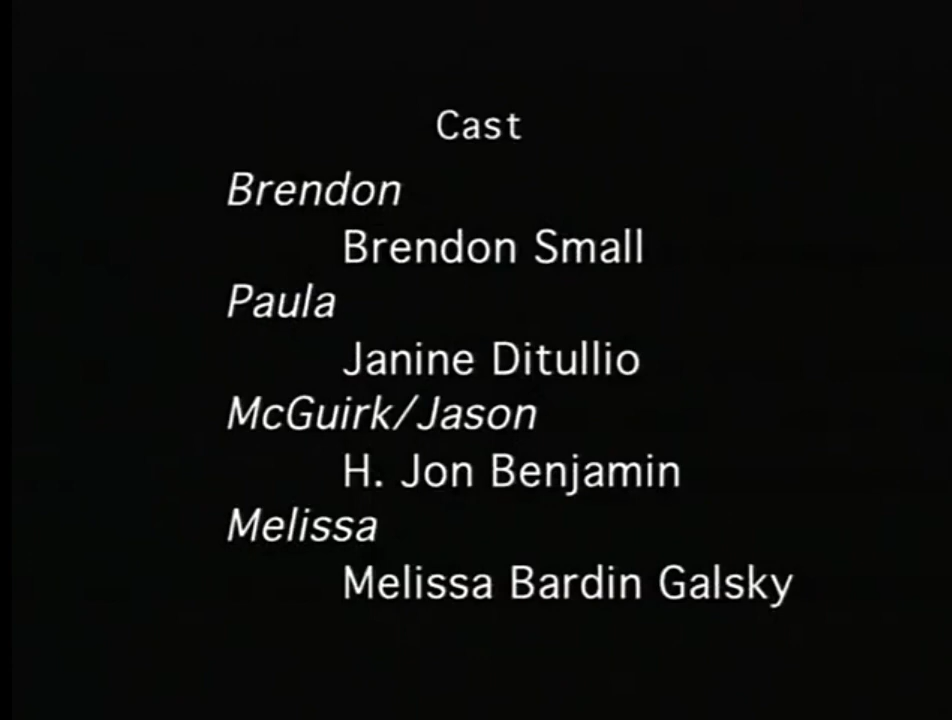 Cast
Brendon
Brendon Small
Paula
Janine Ditullio
McGuirk/Jason
H. Jon Benjamin
Melissa
Melissa Bardin Galsky